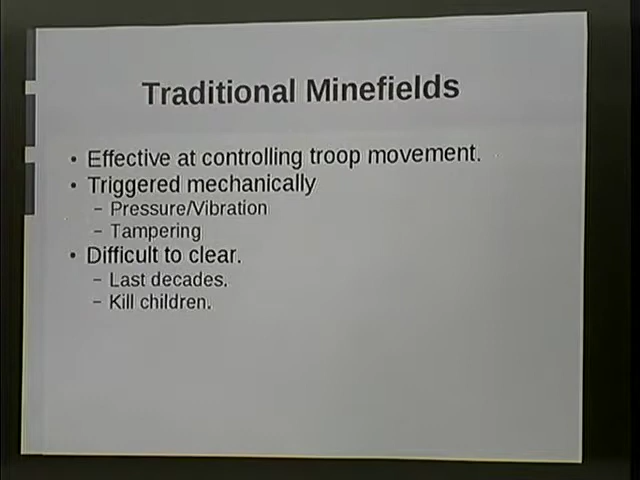 Traditional Minefields
• Effective at controlling troop movement.
• Triggered mechanically
– Pressure/Vibration
– Tampering
• Difficult to clear.
– Last decades.
– Kill children.